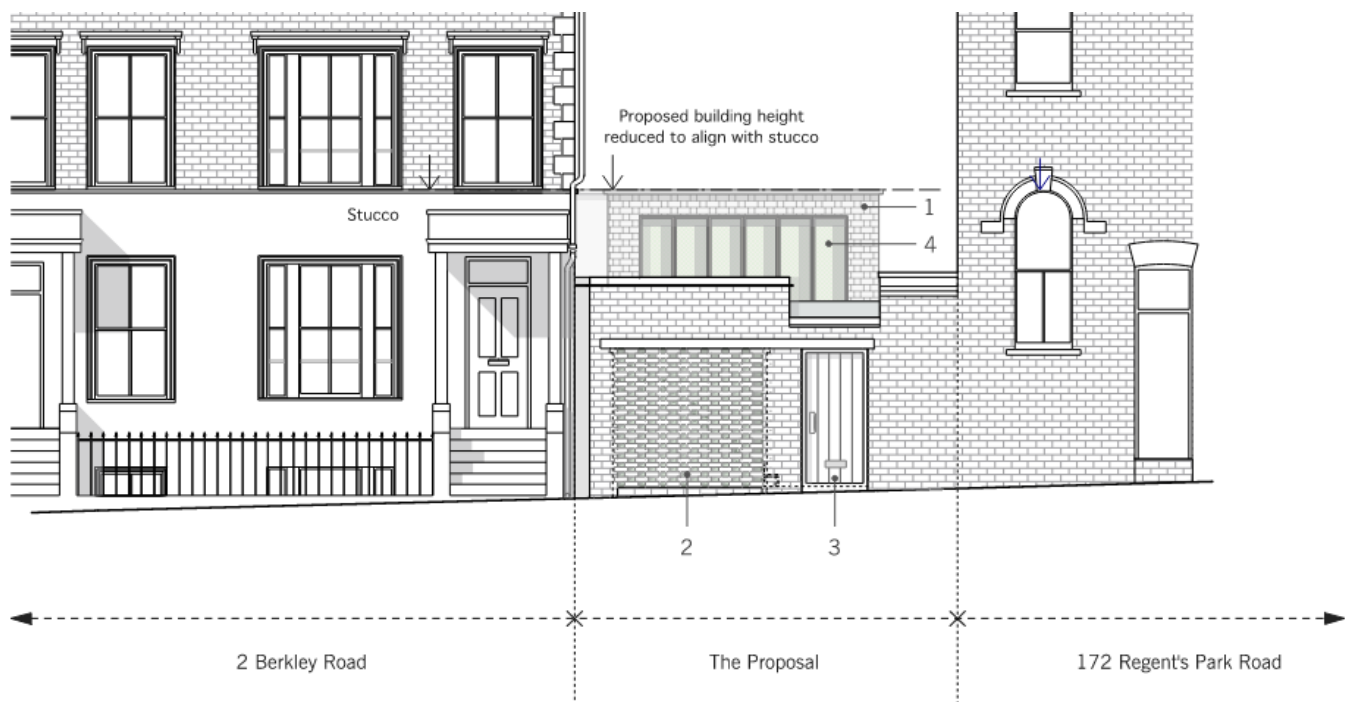 Proposed building height
reduced to align with stucco
Stucco
1
4
2
3
2 Berkley Road
The Proposal
172 Regent's Park Road